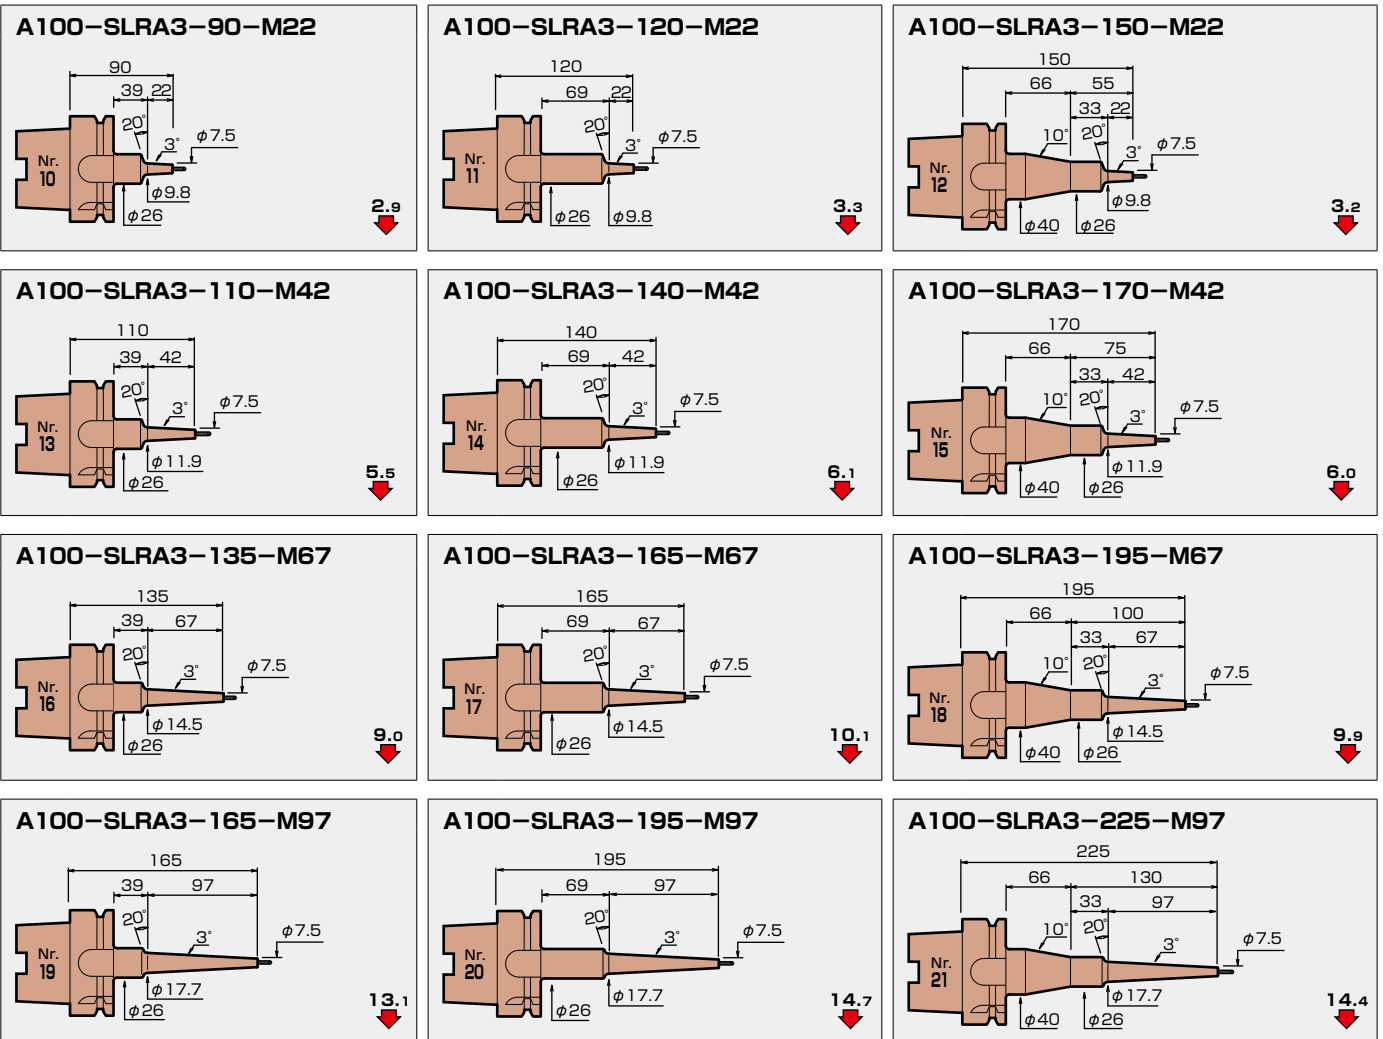 A100−SLRA3−90−M22
90
39 22
20° 3° φ7.5
Nr.
10
φ9.8
φ26
2.9
A100−SLRA3−120−M22
120
69 22
20° 3° φ7.5
Nr.
11
φ26 φ9.8
3.3
A100−SLRA3−150−M22
150
66 55
33 22
10° 20° 3° φ7.5
Nr.
12
φ9.8
φ40 φ26
3.2
A100−SLRA3−110−M42
110
39 42
20° 3° φ7.5
Nr.
13
φ11.9
φ26
5.5
A100−SLRA3−140−M42
140
69 42
20° 3° φ7.5
Nr.
14
φ11.9
φ26
6.1
A100−SLRA3−170−M42
170
66 75
33 42
10° 20° 3° φ7.5
Nr.
15
φ11.9
φ40 φ26
6.0
A100−SLRA3−135−M67
135
39 67
20° 3° φ7.5
Nr.
16
φ14.5
φ26
9.0
A100−SLRA3−165−M67
165
69 67
20° 3° φ7.5
Nr.
17
φ14.5
φ26
10.1
A100−SLRA3−195−M67
195
66 100
33 67
10° 20° 3° φ7.5
Nr.
18
φ14.5
φ40 φ26
9.9
A100−SLRA3−165−M97
165
39 97
20° 3° φ7.5
Nr.
19
φ17.7
φ26
13.1
A100−SLRA3−195−M97
195
69 97
20° 3° φ7.5
Nr.
20
φ17.7
φ26
14.7
A100−SLRA3−225−M97
225
66 130
33 97
10° 20° 3° φ7.5
Nr.
21
φ17.7
φ40 φ26
14.4